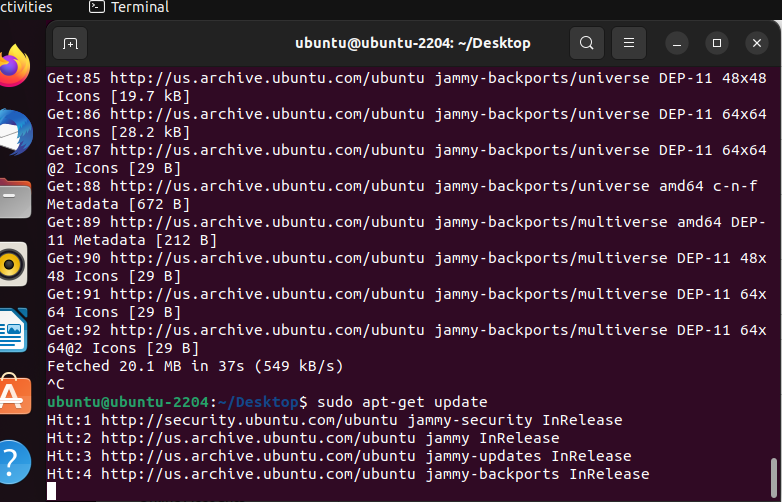 ctivities
Terminal
ubuntu@ubuntu-2204: ~/Desktop
Get:85 http://us.archive.ubuntu.com/ubuntu jammy-backports/universe DEP-11 48x48
 Icons [19.7 kB]
Get:86 http://us.archive.ubuntu.com/ubuntu jammy-backports/universe DEP-11 64x64
 Icons [28.2 kB]
Get:87 http://us.archive.ubuntu.com/ubuntu jammy-backports/universe DEP-11 64x64
@2 Icons [29 B]
Get:88 http://us.archive.ubuntu.com/ubuntu jammy-backports/universe amd64 c-n-f
Metadata [672 B]
Get:89 http://us.archive.ubuntu.com/ubuntu jammy-backports/multiverse amd64 DEP-
11 Metadata [212 B]
Get:90 http://us.archive.ubuntu.com/ubuntu jammy-backports/multiverse DEP-11 48x
48 Icons [29 B]
Get:91 http://us.archive.ubuntu.com/ubuntu jammy-backports/multiverse DEP-11 64x
64 Icons [29 B]
Get:92 http://us.archive.ubuntu.com/ubuntu jammy-backports/multiverse DEP-11 64x
64@2 Icons [29 B]
Fetched 20.1 MB in 37s (549 kB/s)
^C
ubuntu@ubuntu-2204:~/Desktop$ sudo apt-get update
Hit:1 http://security.ubuntu.com/ubuntu jammy-security InRelease
Hit:2 http://us.archive.ubuntu.com/ubuntu jammy InRelease
Hit:3 http://us.archive.ubuntu.com/ubuntu jammy-updates InRelease
Hit:4 http://us.archive.ubuntu.com/ubuntu jammy-backports InRelease